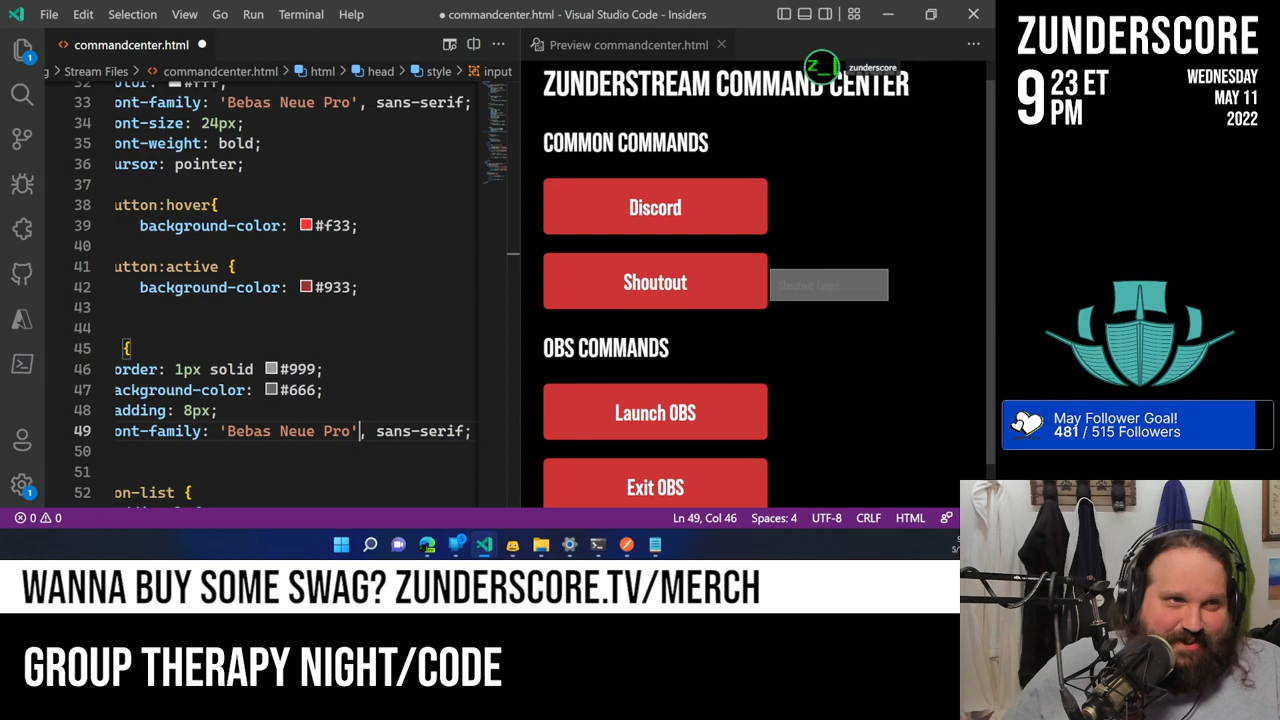 File Edit Selection View Go Run Terminal Help
● commandcenter.html - Visual Studio Code - Insiders
commandcenter.html ●
Preview commandcenter.html
g > Stream Files > commandcenter.html > html > head > style > input
33 ont-family: 'Bebas Neue Pro', sans-serif;
34 ont-size: 24px;
35 ont-weight: bold;
36 ursor: pointer;
37
38 utton:hover{
39 background-color: #f33;
40
41 utton:active {
42 background-color: #933;
43
44
45 {
46 order: 1px solid #999;
47 ackground-color: #666;
48 adding: 8px;
49 ont-family: 'Bebas Neue Pro', sans-serif;
50
51
52 on-list {
zunderscore
ZUNDERSTREAM COMMAND CENTER
COMMON COMMANDS
Discord
Shoutout
Shoutout Target
OBS COMMANDS
Launch OBS
Exit OBS
0 0
Ln 49, Col 46 Spaces: 4 UTF-8 CRLF HTML
ZUNDERSCORE
9 23 ET PM
WEDNESDAY
MAY 11
2022
May Follower Goal!
481 / 515 Followers
WANNA BUY SOME SWAG? ZUNDERSCORE.TV/MERCH
GROUP THERAPY NIGHT/CODE